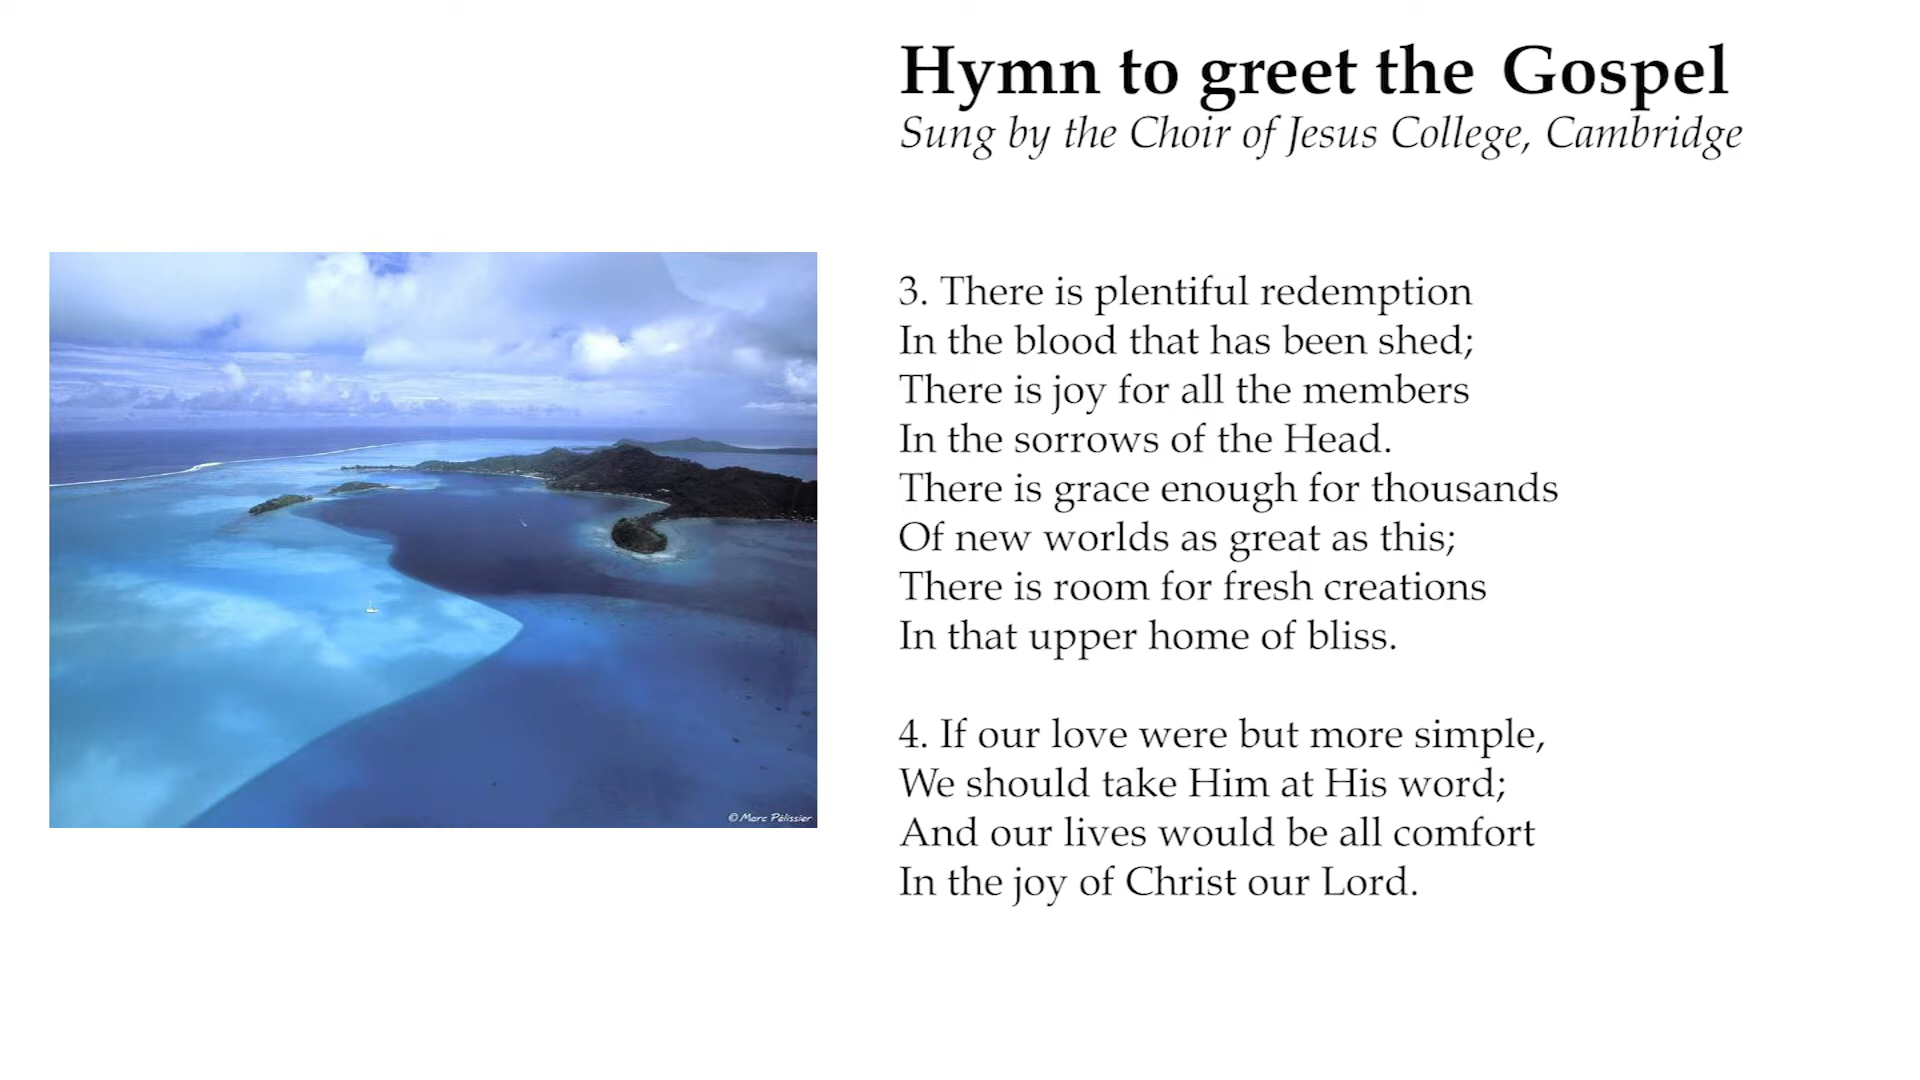 Hymn to greet the Gospel
Sung by the Choir of Jesus College, Cambridge
3. There is plentiful redemption
In the blood that has been shed;
There is joy for all the members
In the sorrows of the Head.
There is grace enough for thousands
Of new worlds as great as this;
There is room for fresh creations
In that upper home of bliss.
4. If our love were but more simple,
We should take Him at His word;
And our lives would be all comfort
In the joy of Christ our Lord.
© Marc Pélissier